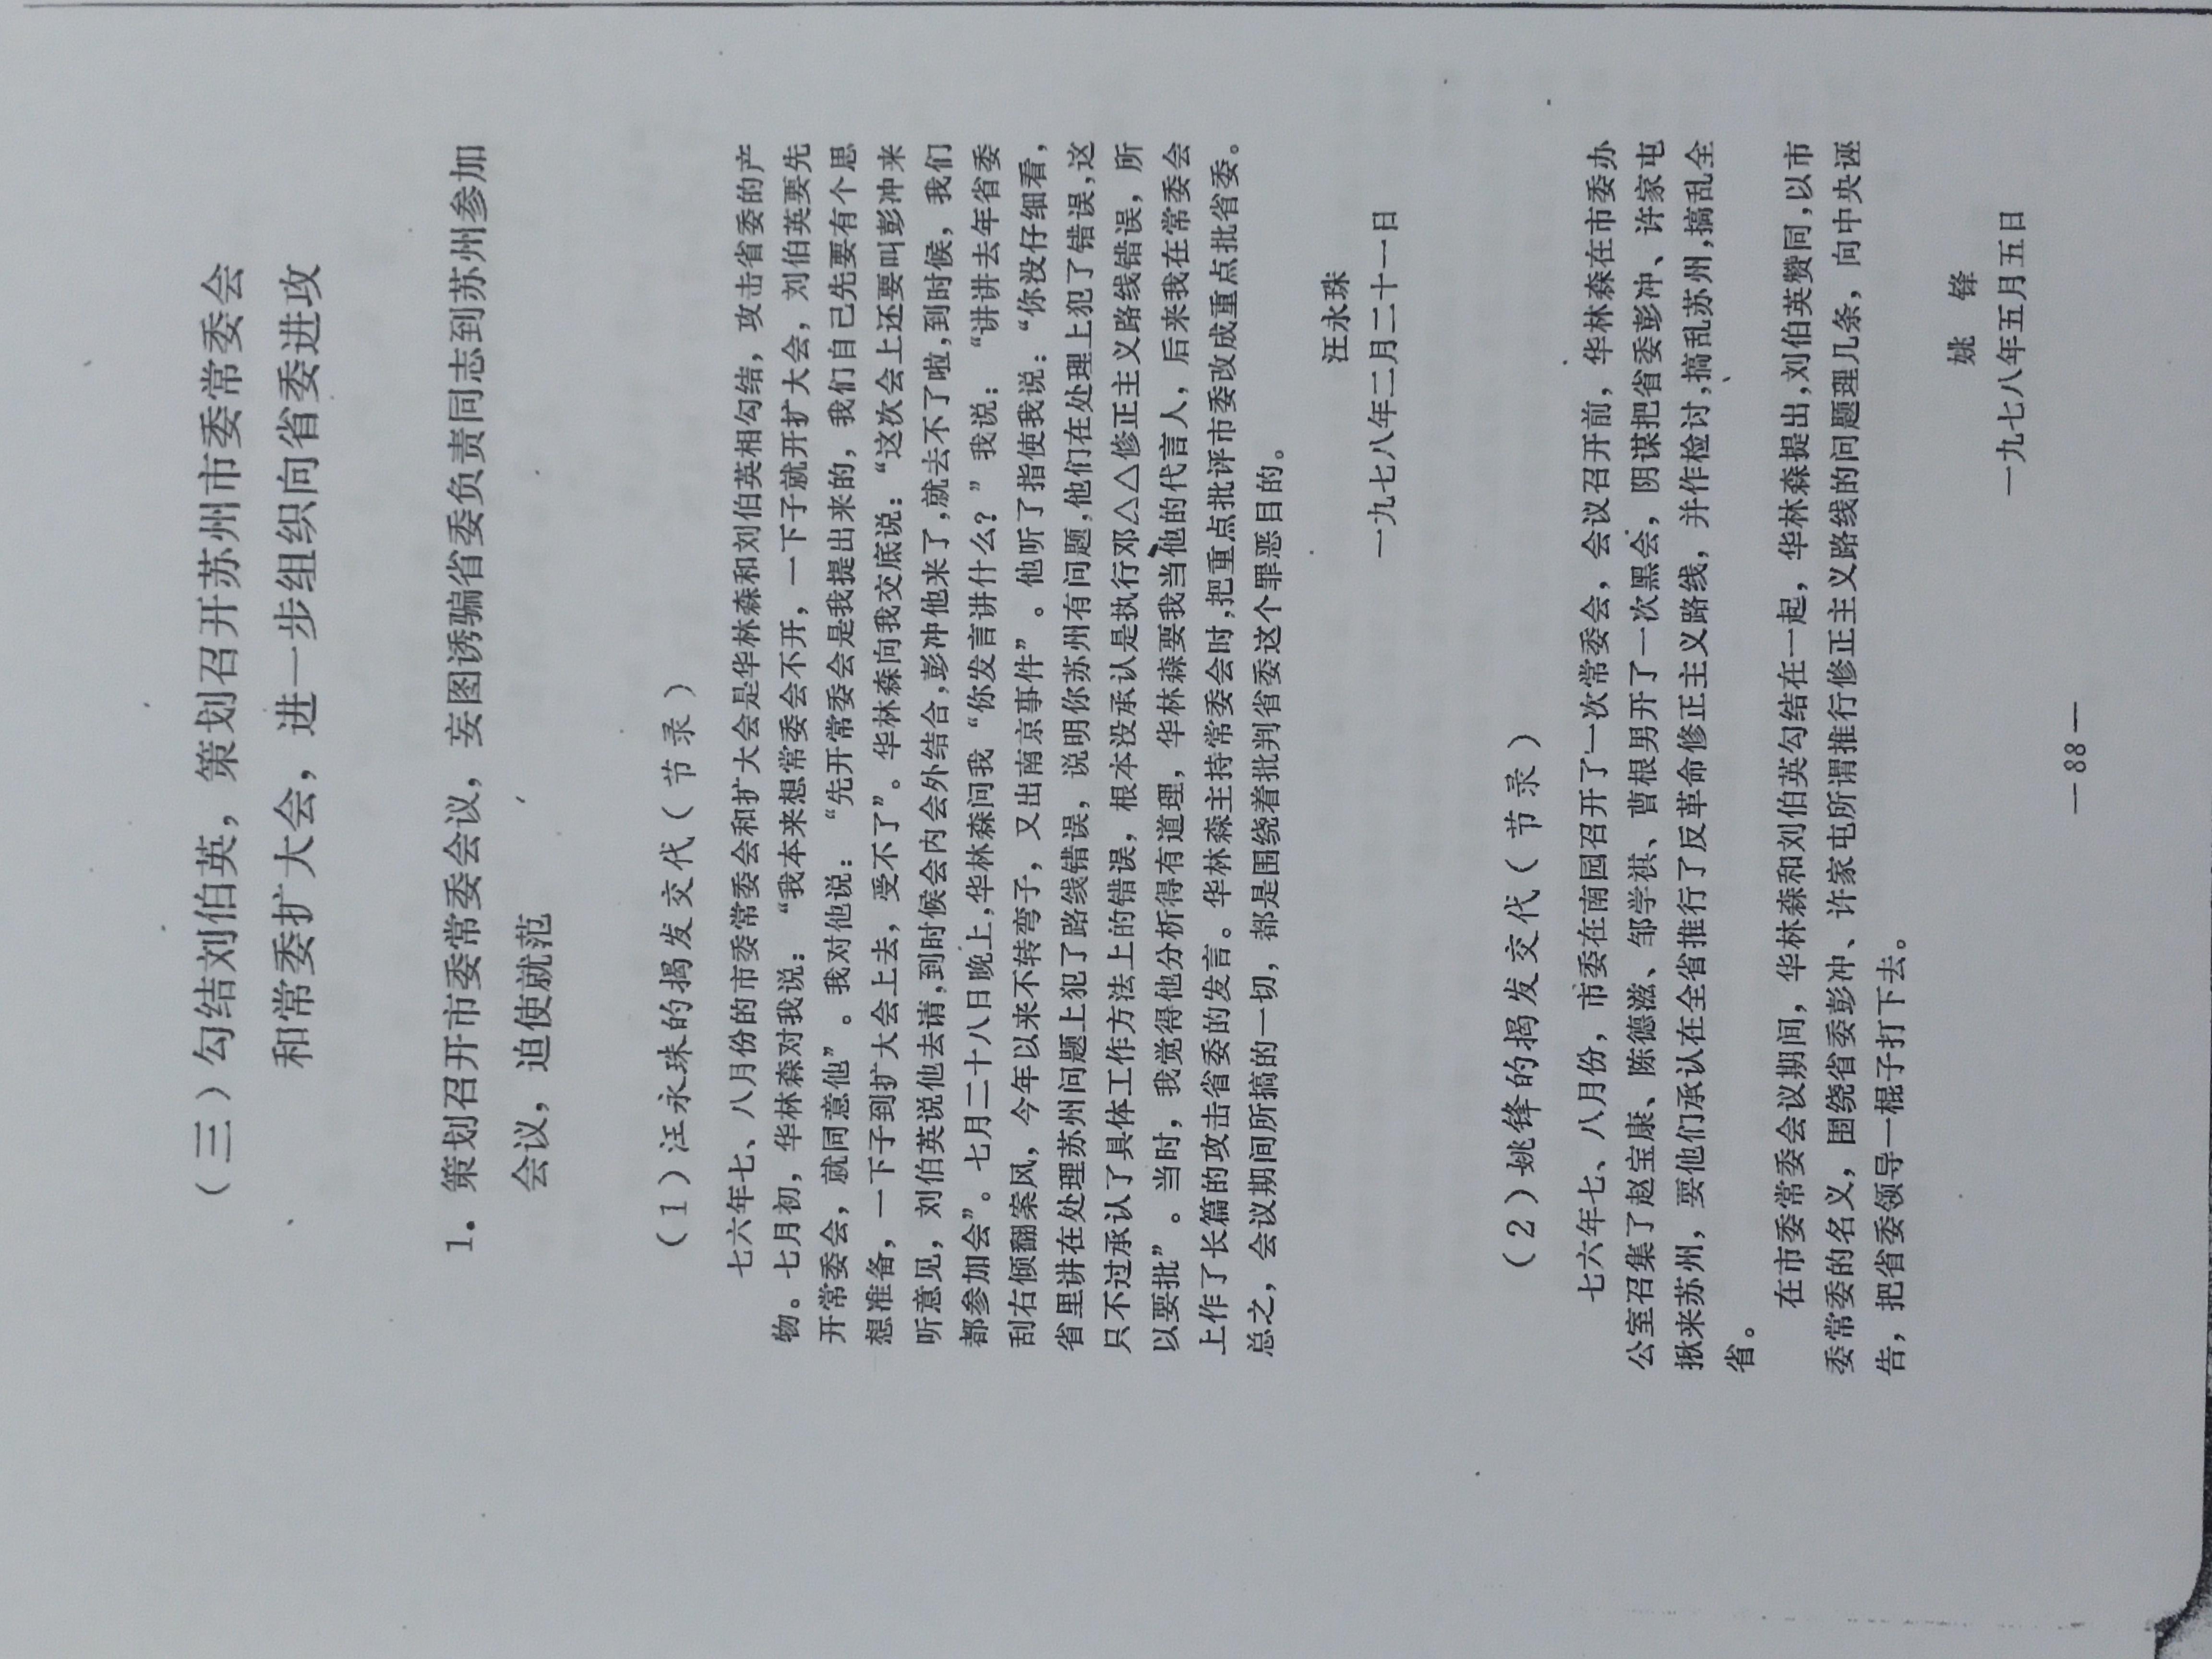 （三）勾结刘伯英，策划召开苏州市委常委会
和常委扩大会，进一步组织向省委进攻
1．策划召开市委常委会议，妄图诱骗省委负责同志到苏州参加
会议，迫使就范
（1）汪永珠的揭发交代（节录）
七六年七、八月份的市委常委会和扩大会是华林森和刘伯英相勾结，攻击省委的产
物。七月初，华林森对我说：“我本来想常委会不开，一下子就开扩大会，刘伯英要先
开常委会，就同意他”。我对他说：“先开常委会是我提出来的，我们自己先要有个思
想准备，一下子到扩大会上去，受不了”。华林森向我交底说：“这次会上还要叫彭冲来
听意见，刘伯英说他去请，到时候会内会外结合，彭冲他来了，就去不了啦，到时候，我们
都参加会”。七月二十八日晚上，华林森问我“你发言讲什么？”我说：“讲讲去年省委
刮右倾翻案风，今年以来不转弯子，又出南京事件”。他听了指使我说：“你没仔细看，
省里讲在处理苏州问题上犯了路线错误，说明你苏州有问题，他们在处理上犯了错误，这
只不过承认了具体工作方法上的错误，根本没承认是执行邓△△修正主义路线错误，所
以要批”。当时，我觉得他分析得有道理，华林森要我当他的代言人，后来我在常委会
上作了长篇的攻击省委的发言。华林森主持常委会时，把重点批评市委改成重点批省委。
总之，会议期间所搞的一切，都是围绕着批判省委这个罪恶目的。
汪永珠
一九七八年二月二十一日
（2）姚锋的揭发交代（节录）
七六年七、八月份，市委在南园召开了一次常委会，会议召开前，华林森在市委办
公室召集了赵宝康、陈德滋、邹学祺、曹根男开了一次黑会，阴谋把省委彭冲、许家屯
揪来苏州，要他们承认在全省推行了反革命修正主义路线，并作检讨，搞乱苏州，搞乱全
省。
在市委常委会议期间，华林森和刘伯英勾结在一起，华林森提出，刘伯英赞同，以市
委常委的名义，围绕省委彭冲、许家屯所谓推行修正主义路线的问题理几条，向中央诬
告，把省委领导一棍子打下去。
姚　锋
一九七八年五月五日
— 88 —